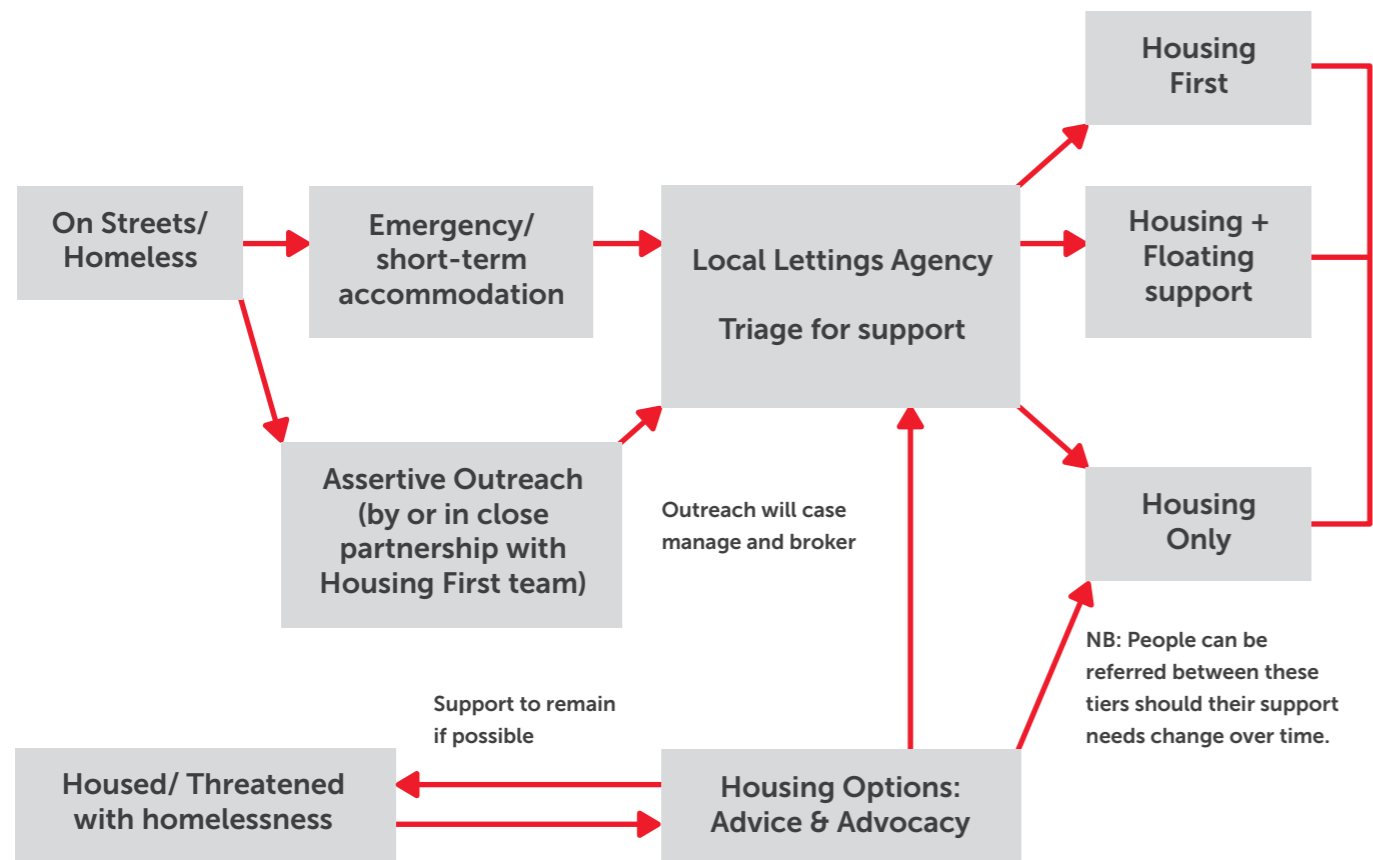 Housing
First
On Streets/
Homeless
Emergency/
short-term
accommodation
Local Lettings Agency
Triage for support
Housing +
Floating
support
Assertive Outreach
(by or in close
partnership with
Housing First team)
Outreach will case
manage and broker
Housing
Only
NB: People can be
referred between these
tiers should their support
needs change over time.
Support to remain
if possible
Housed/ Threatened
with homelessness
Housing Options:
Advice & Advocacy